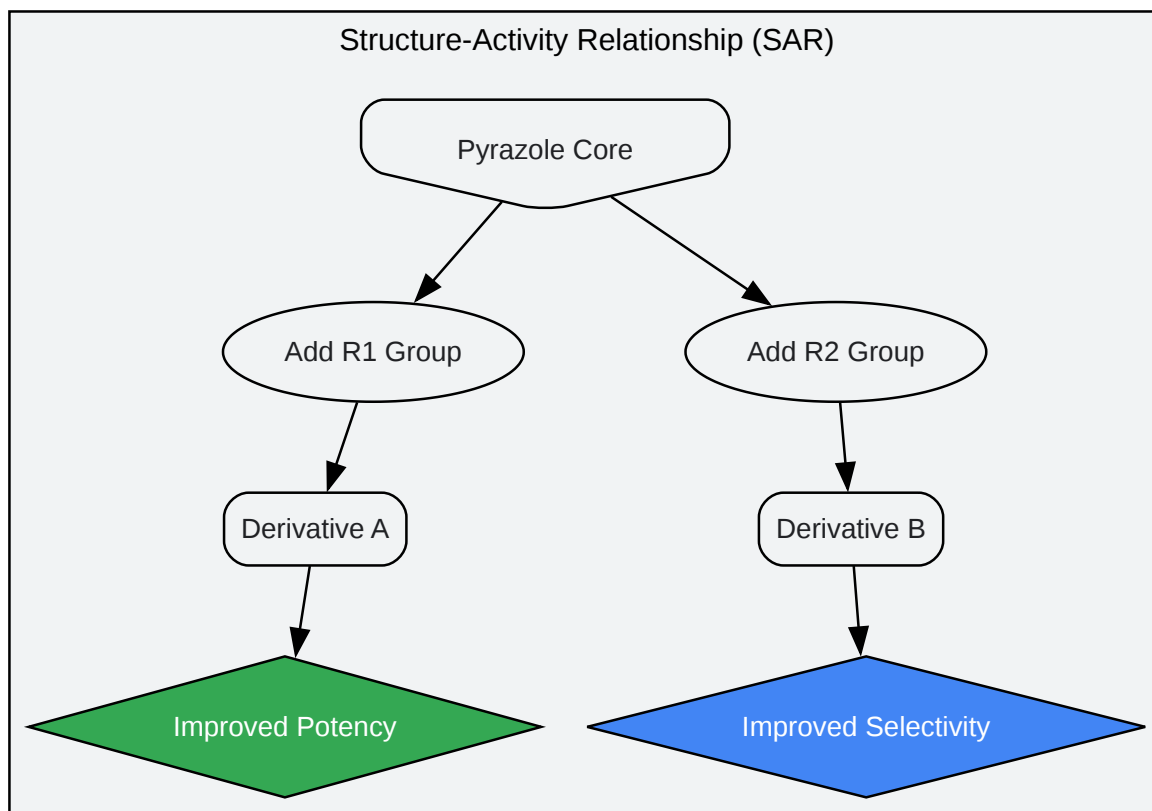 Structure-Activity Relationship (SAR)
Pyrazole Core
Add R1 Group
Add R2 Group
Derivative A
Derivative B
Improved Potency
Improved Selectivity